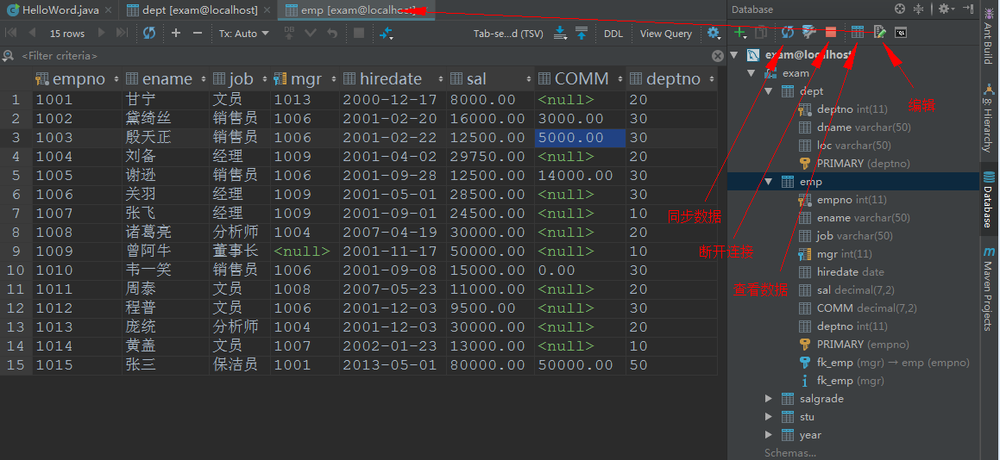 HelloWord.java × dept [exam@localhost] × emp [exam@localhost] ×
15 rows Tx: Auto DB Tab-se...d (TSV) DDL View Query
<Filter criteria>
empno ename job mgr hiredate sal COMM deptno
1 1001 甘宁 文员 1013 2000-12-17 8000.00 <null> 20
2 1002 黛绮丝 销售员 1006 2001-02-20 16000.00 3000.00 30
3 1003 殷天正 销售员 1006 2001-02-22 12500.00 5000.00 30
4 1004 刘备 经理 1009 2001-04-02 29750.00 <null> 20
5 1005 谢逊 销售员 1006 2001-09-28 12500.00 14000.00 30
6 1006 关羽 经理 1009 2001-05-01 28500.00 <null> 30
7 1007 张飞 经理 1009 2001-09-01 24500.00 <null> 10
8 1008 诸葛亮 分析师 1004 2007-04-19 30000.00 <null> 20
9 1009 曾阿牛 董事长 <null> 2001-11-17 50000.00 <null> 10
10 1010 韦一笑 销售员 1006 2001-09-08 15000.00 0.00 30
11 1011 周泰 文员 1008 2007-05-23 11000.00 <null> 20
12 1012 程普 文员 1006 2001-12-03 9500.00 <null> 30
13 1013 庞统 分析师 1004 2001-12-03 30000.00 <null> 20
14 1014 黄盖 文员 1007 2002-01-23 13000.00 <null> 10
15 1015 张三 保洁员 1001 2013-05-01 80000.00 50000.00 50
同步数据
断开连接
查看数据
编辑
Database
exam@localhost
exam
dept
deptno int(11)
dname varchar(50)
loc varchar(50)
PRIMARY (deptno)
emp
empno int(11)
ename varchar(50)
job varchar(50)
mgr int(11)
hiredate date
sal decimal(7,2)
COMM decimal(7,2)
deptno int(11)
PRIMARY (empno)
fk_emp (mgr) → emp (empno)
fk_emp (mgr)
salgrade
stu
year
Schemas...
Ant Build
Hierarchy
Database
Maven Projects